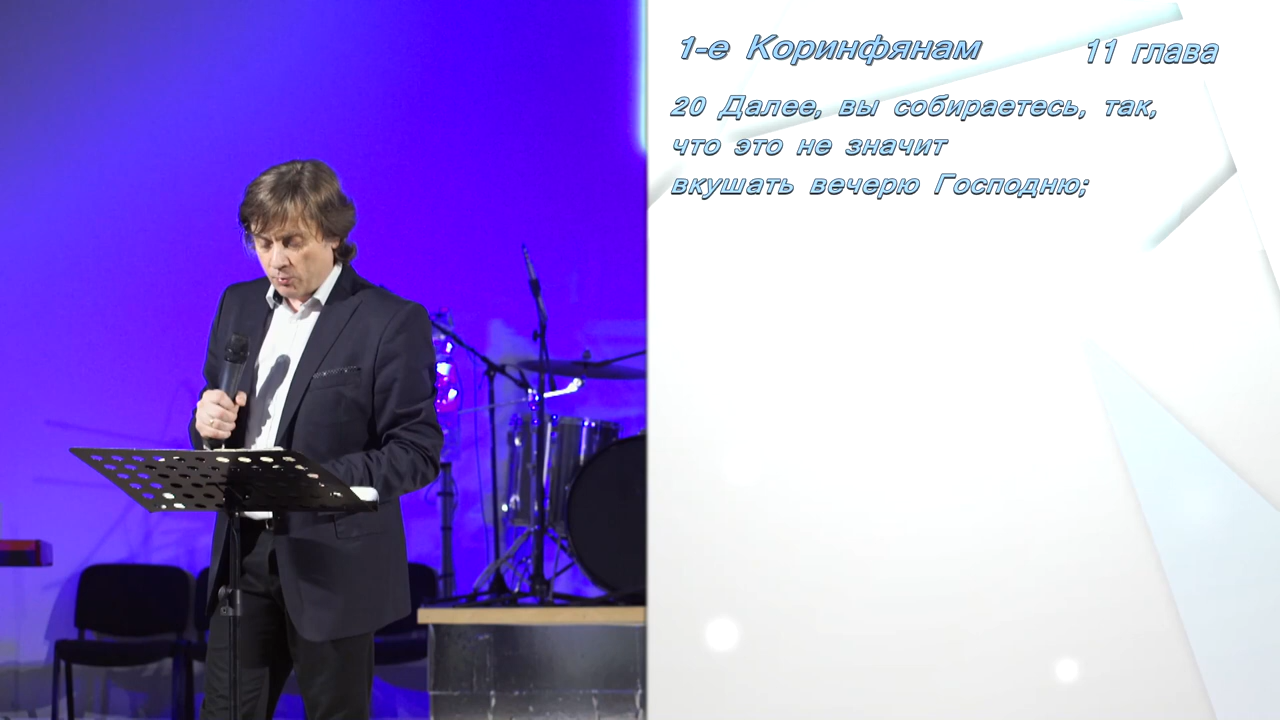 1-е Коринфянам 11 глава
20 Далее, вы собираетесь, так,
что это не значит
вкушать вечерю Господню;